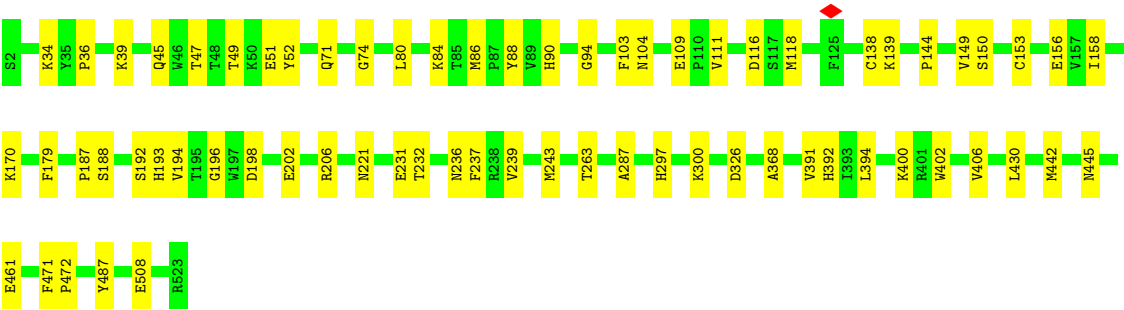 S2 K34 Y35 P36 K39 Q45 W46 T47 T48 T49 K50 E51 Y52 Q71 G74 L80 K84 T85 M86 P87 Y88 V89 H90 G94 F103 N104 E109 P110 V111 D116 S117 M118 F125 C138 K139 P144 V149 S150 C153 E156 V157 I158
K170 F179 P187 S188 S192 H193 V194 T195 G196 W197 D198 E202 R206 N221 E231 T232 N236 F237 R238 V239 M243 T263 A287 H297 K300 D326 A368 V391 H392 I393 L394 K400 R401 W402 V406 L430 M442 N445
E461 F471 P472 Y487 E508 R523